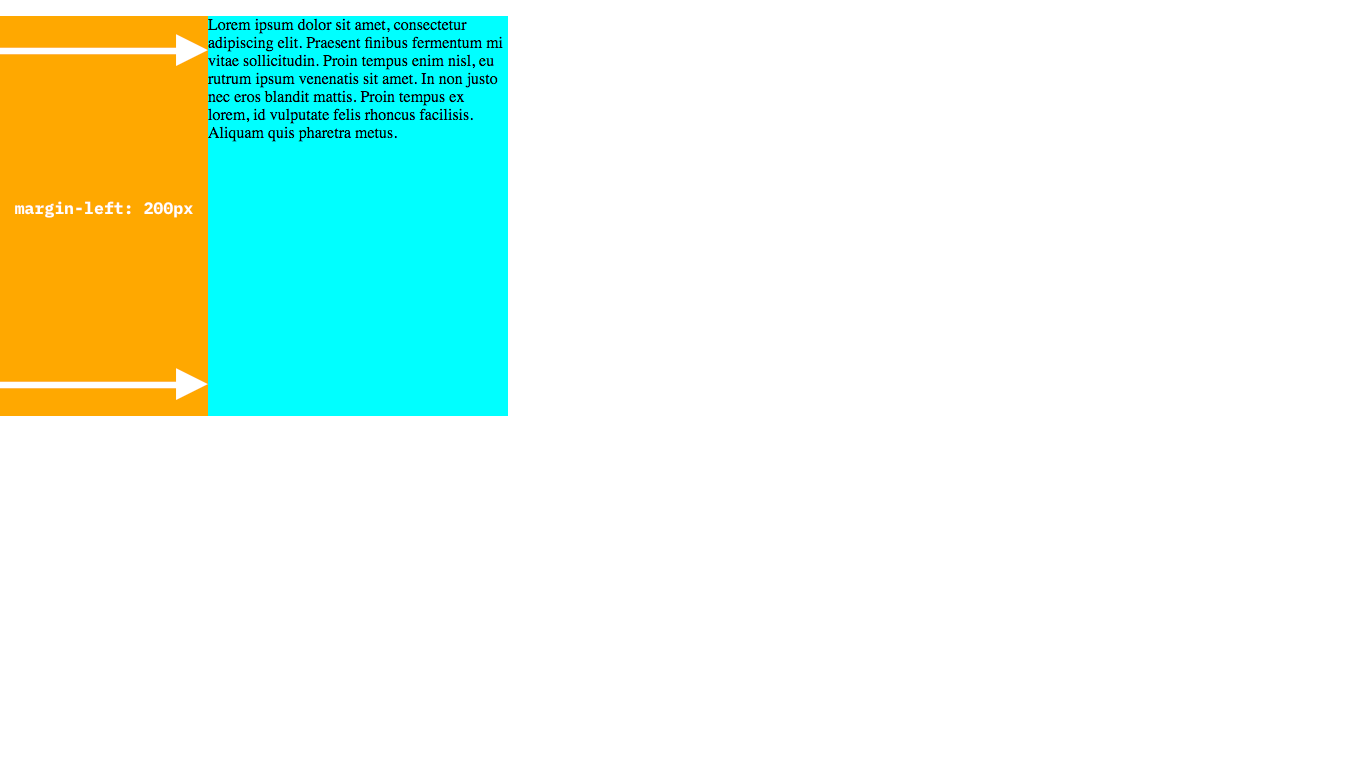 Lorem ipsum dolor sit amet, consectetur
adipiscing elit. Praesent finibus fermentum mi
vitae sollicitudin. Proin tempus enim nisl, eu
rutrum ipsum venenatis sit amet. In non justo
nec eros blandit mattis. Proin tempus ex
lorem, id vulputate felis rhoncus facilisis.
Aliquam quis pharetra metus.
margin-left: 200px